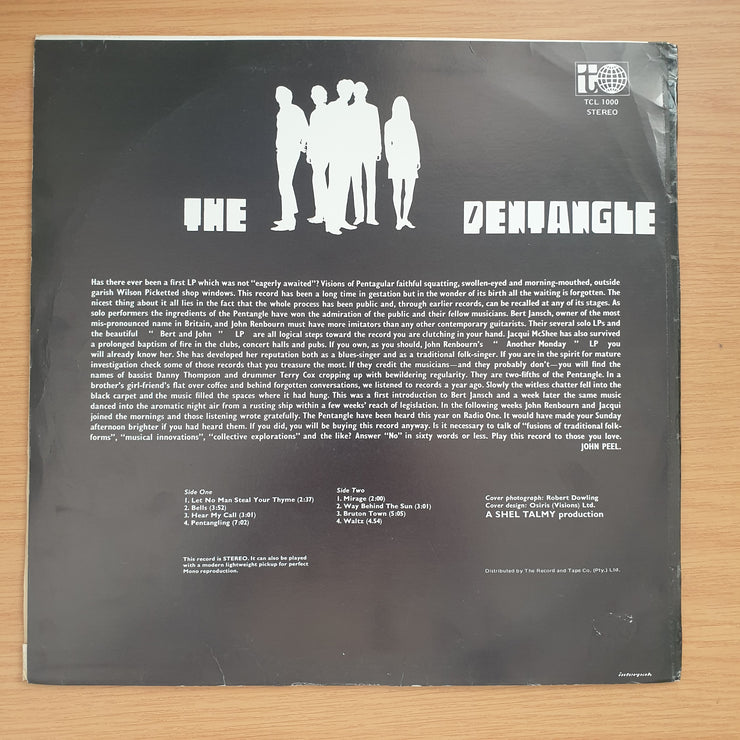 TCL 1000
STEREO
THE PENTANGLE
Has there ever been a first LP which was not "eagerly awaited"? Visions of Pentagular faithful squatting, swollen-eyed and morning-mouthed, outside
garish Wilson Picketted shop windows. This record has been a long time in gestation but in the wonder of its birth all the waiting is forgotten. The
nicest thing about it all lies in the fact that the whole process has been public and, through earlier records, can be recalled at any of its stages. As
solo performers the ingredients of the Pentangle have won the admiration of the public and their fellow musicians. Bert Jansch, owner of the most
mis-pronounced name in Britain, and John Renbourn must have more imitators than any other contemporary guitarists. Their several solo LPs and
the beautiful " Bert and John " LP are all logical steps toward the record you are clutching in your hand. Jacqui McShee has also survived
a prolonged baptism of fire in the clubs, concert halls and pubs. If you own, as you should, John Renbourn's " Another Monday " LP you
will already know her. She has developed her reputation both as a blues-singer and as a traditional folk-singer. If you are in the spirit for mature
investigation check some of those records that you treasure the most. If they credit the musicians—and they probably don't—you will find the
names of bassist Danny Thompson and drummer Terry Cox cropping up with bewildering regularity. They are two-fifths of the Pentangle. In a
brother's girl-friend's flat over coffee and behind forgotten conversations, we listened to records a year ago. Slowly the witless chatter fell into the
black carpet and the music filled the spaces where it had hung. This was a first introduction to Bert Jansch and a week later the same music
danced into the aromatic night air from a rusting ship within a few weeks' reach of legislation. In the following weeks John Renbourn and Jacqui
joined the mornings and those listening wrote gratefully. The Pentangle have been heard this year on Radio One. It would have made your Sunday
afternoon brighter if you had heard them. If you did, you will be buying this record anyway. Is it necessary to talk of "fusions of traditional folk-
forms", "musical innovations", "collective explorations" and the like? Answer "No" in sixty words or less. Play this record to those you love.
JOHN PEEL.
Side One
1. Let No Man Steal Your Thyme (2:37)
2. Bells (3:52)
3. Hear My Call (3:01)
4. Pentangling (7:02)
Side Two
1. Mirage (2:00)
2. Way Behind The Sun (3:01)
3. Bruton Town (5:05)
4. Waltz (4.54)
Cover photograph: Robert Dowling
Cover design: Osiris (Visions) Ltd.
A SHEL TALMY production
This record is STEREO. It can also be played
with a modern lightweight pickup for perfect
Mono reproduction.
Distributed by The Record and Tape Co, (Pty.) Ltd.